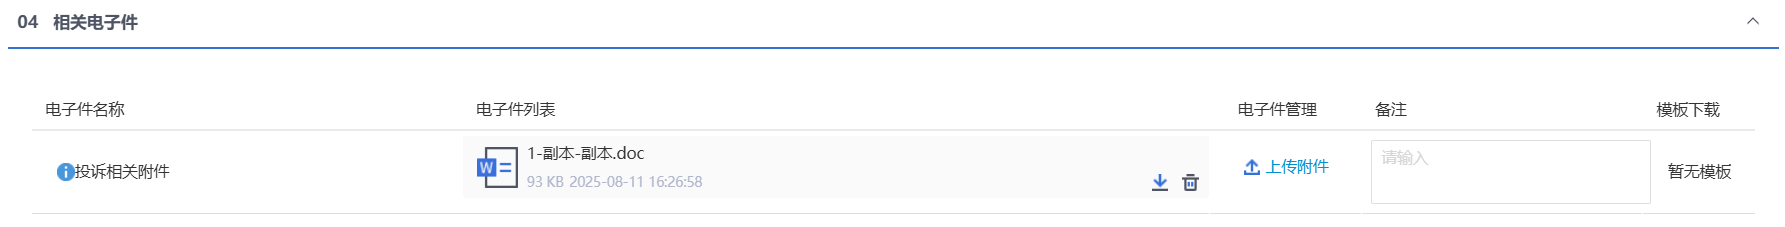 04 相关电子件
电子件名称 电子件列表 电子件管理 备注 模板下载
投诉相关附件 1-副本-副本.doc 上传附件 请输入 暂无模板
93 KB 2025-08-11 16:26:58